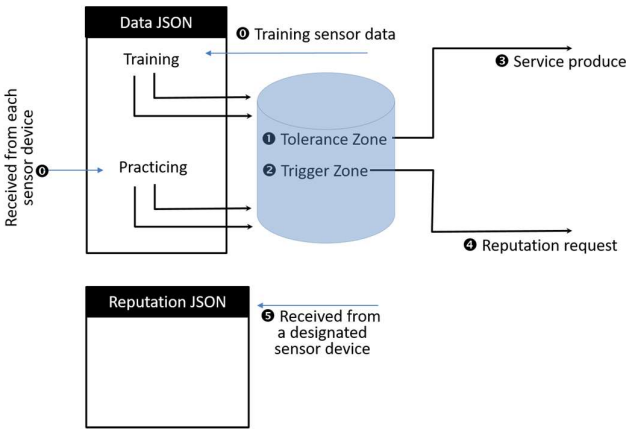 Data JSON
⓿ Training sensor data
Training
❸ Service produce
Received from each
sensor device
⓿
❶ Tolerance Zone
Practicing
❷ Trigger Zone
❹ Reputation request
Reputation JSON
❺ Received from
a designated
sensor device